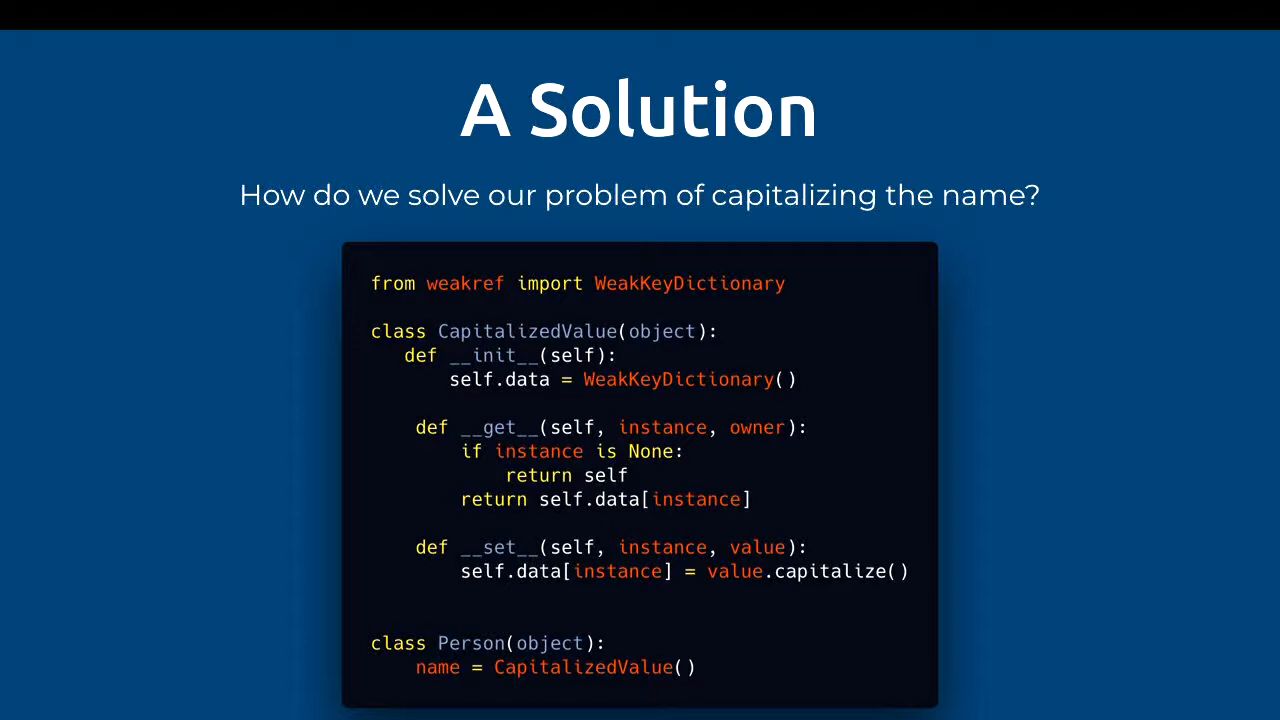 A Solution
How do we solve our problem of capitalizing the name?
from weakref import WeakKeyDictionary
class CapitalizedValue(object):
   def __init__(self):
       self.data = WeakKeyDictionary()
    def __get__(self, instance, owner):
        if instance is None:
            return self
        return self.data[instance]
    def __set__(self, instance, value):
        self.data[instance] = value.capitalize()
class Person(object):
    name = CapitalizedValue()